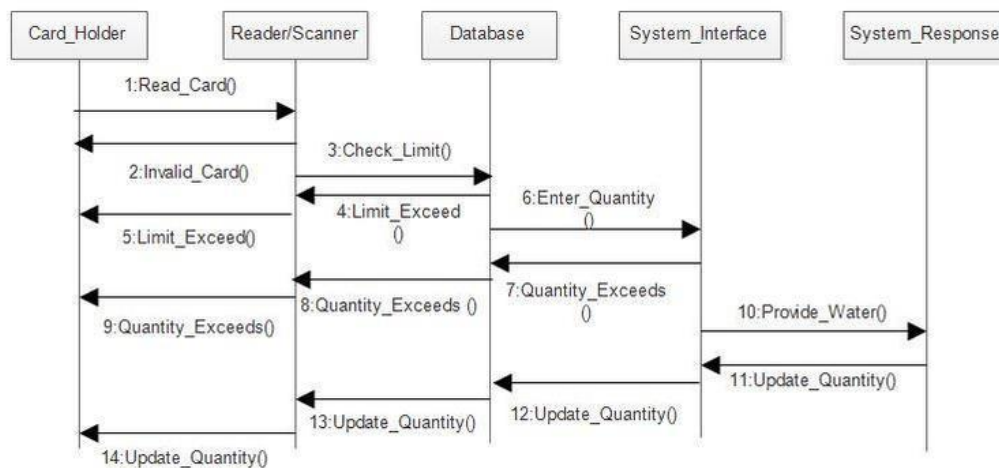 Card_Holder
Reader/Scanner
Database
System_Interface
System_Response
1:Read_Card()
2:Invalid_Card()
3:Check_Limit()
4:Limit_Exceed
()
5:Limit_Exceed()
6:Enter_Quantity
()
7:Quantity_Exceeds
()
8:Quantity_Exceeds ()
9:Quantity_Exceeds()
10:Provide_Water()
11:Update_Quantity()
12:Update_Quantity()
13:Update_Quantity()
14:Update_Quantity()